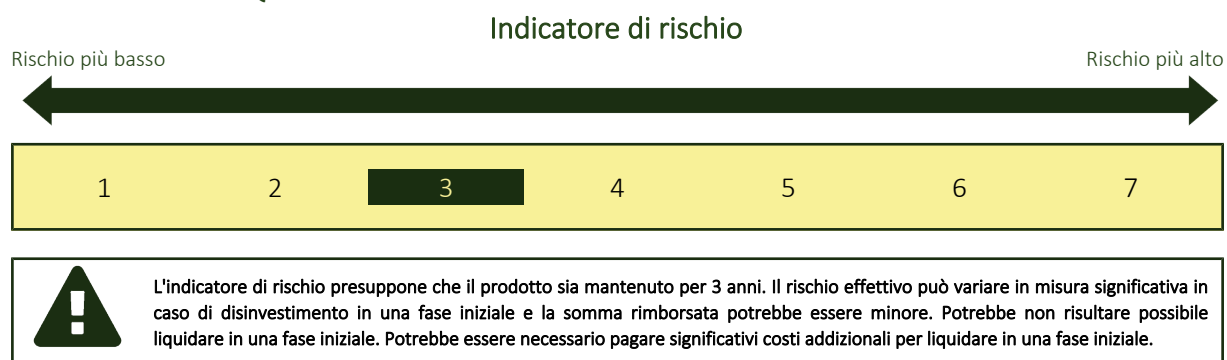 Indicatore di rischio
Rischio più basso
Rischio più alto
1 2 3 4 5 6 7
L'indicatore di rischio presuppone che il prodotto sia mantenuto per 3 anni. Il rischio effettivo può variare in misura significativa in
caso di disinvestimento in una fase iniziale e la somma rimborsata potrebbe essere minore. Potrebbe non risultare possibile
liquidare in una fase iniziale. Potrebbe essere necessario pagare significativi costi addizionali per liquidare in una fase iniziale.